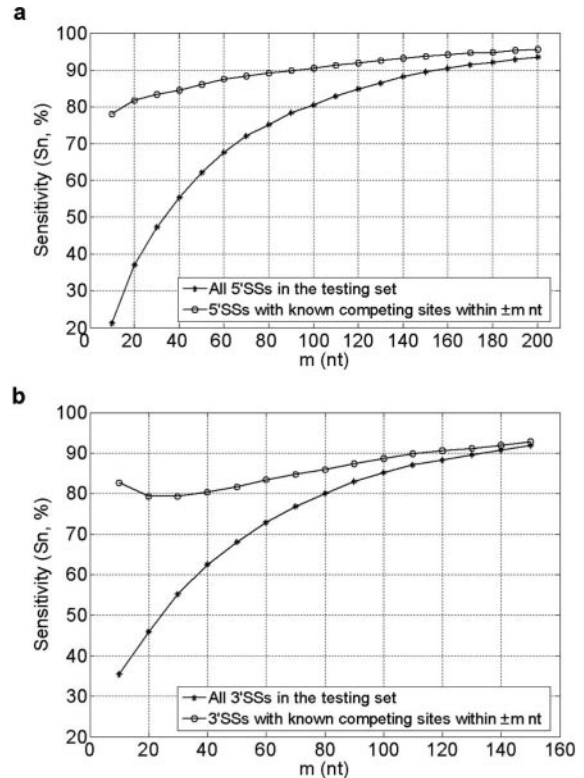 a
100
90
80
70
60
50
40
30
20
Sensitivity (Sn, %)
All 5'SSs in the testing set
5'SSs with known competing sites within ±m nt
0 20 40 60 80 100 120 140 160 180 200
m (nt)
b
100
90
80
70
60
50
40
30
20
Sensitivity (Sn, %)
All 3'SSs in the testing set
3'SSs with known competing sites within ±m nt
0 20 40 60 80 100 120 140 160
m (nt)